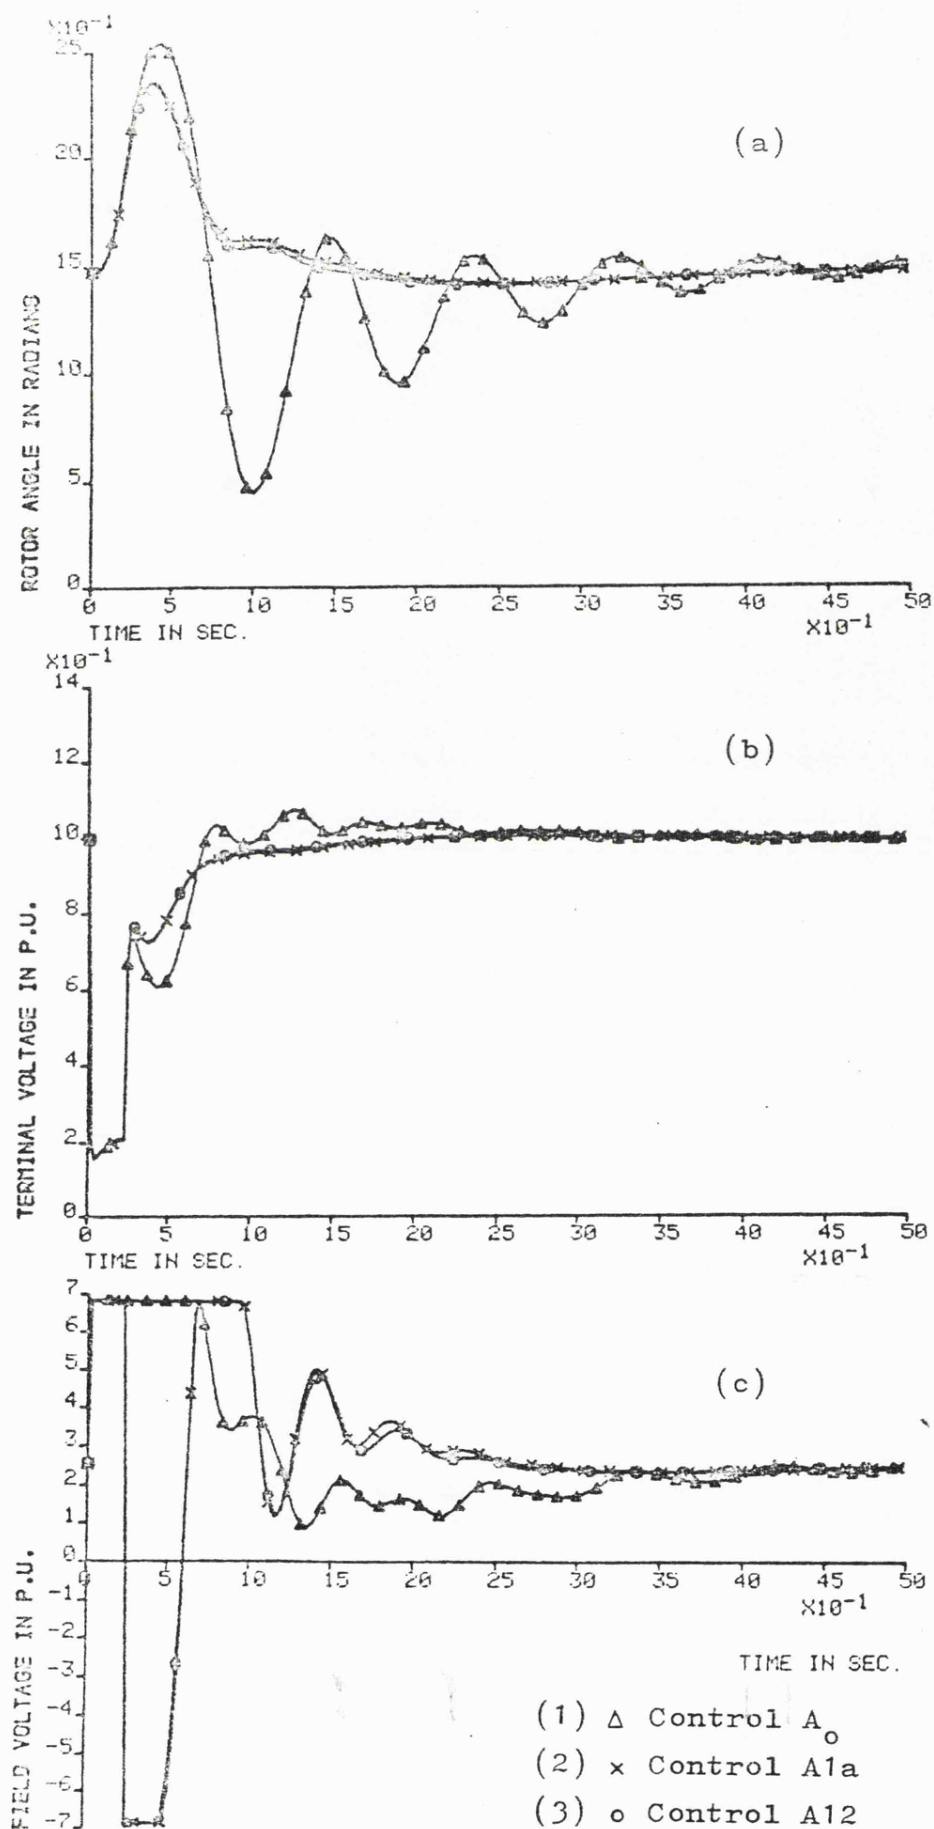 X10-1
25
(a)
20
15
10
5
0
ROTOR ANGLE IN RADIANS
0 5 10 15 20 25 30 35 40 45 50
TIME IN SEC.
X10-1
X10-1
14
(b)
12
10
8
6
4
2
0
TERMINAL VOLTAGE IN P.U.
0 5 10 15 20 25 30 35 40 45 50
TIME IN SEC.
X10-1
7
6
5
(c)
4
3
2
1
0
0 5 10 15 20 25 30 35 40 45 50
X10-1
-1
-2
-3
-4
-5
-6
-7
FIELD VOLTAGE IN P.U.
TIME IN SEC.
(1) Δ Control Ao
(2) × Control A1a
(3) o Control A12